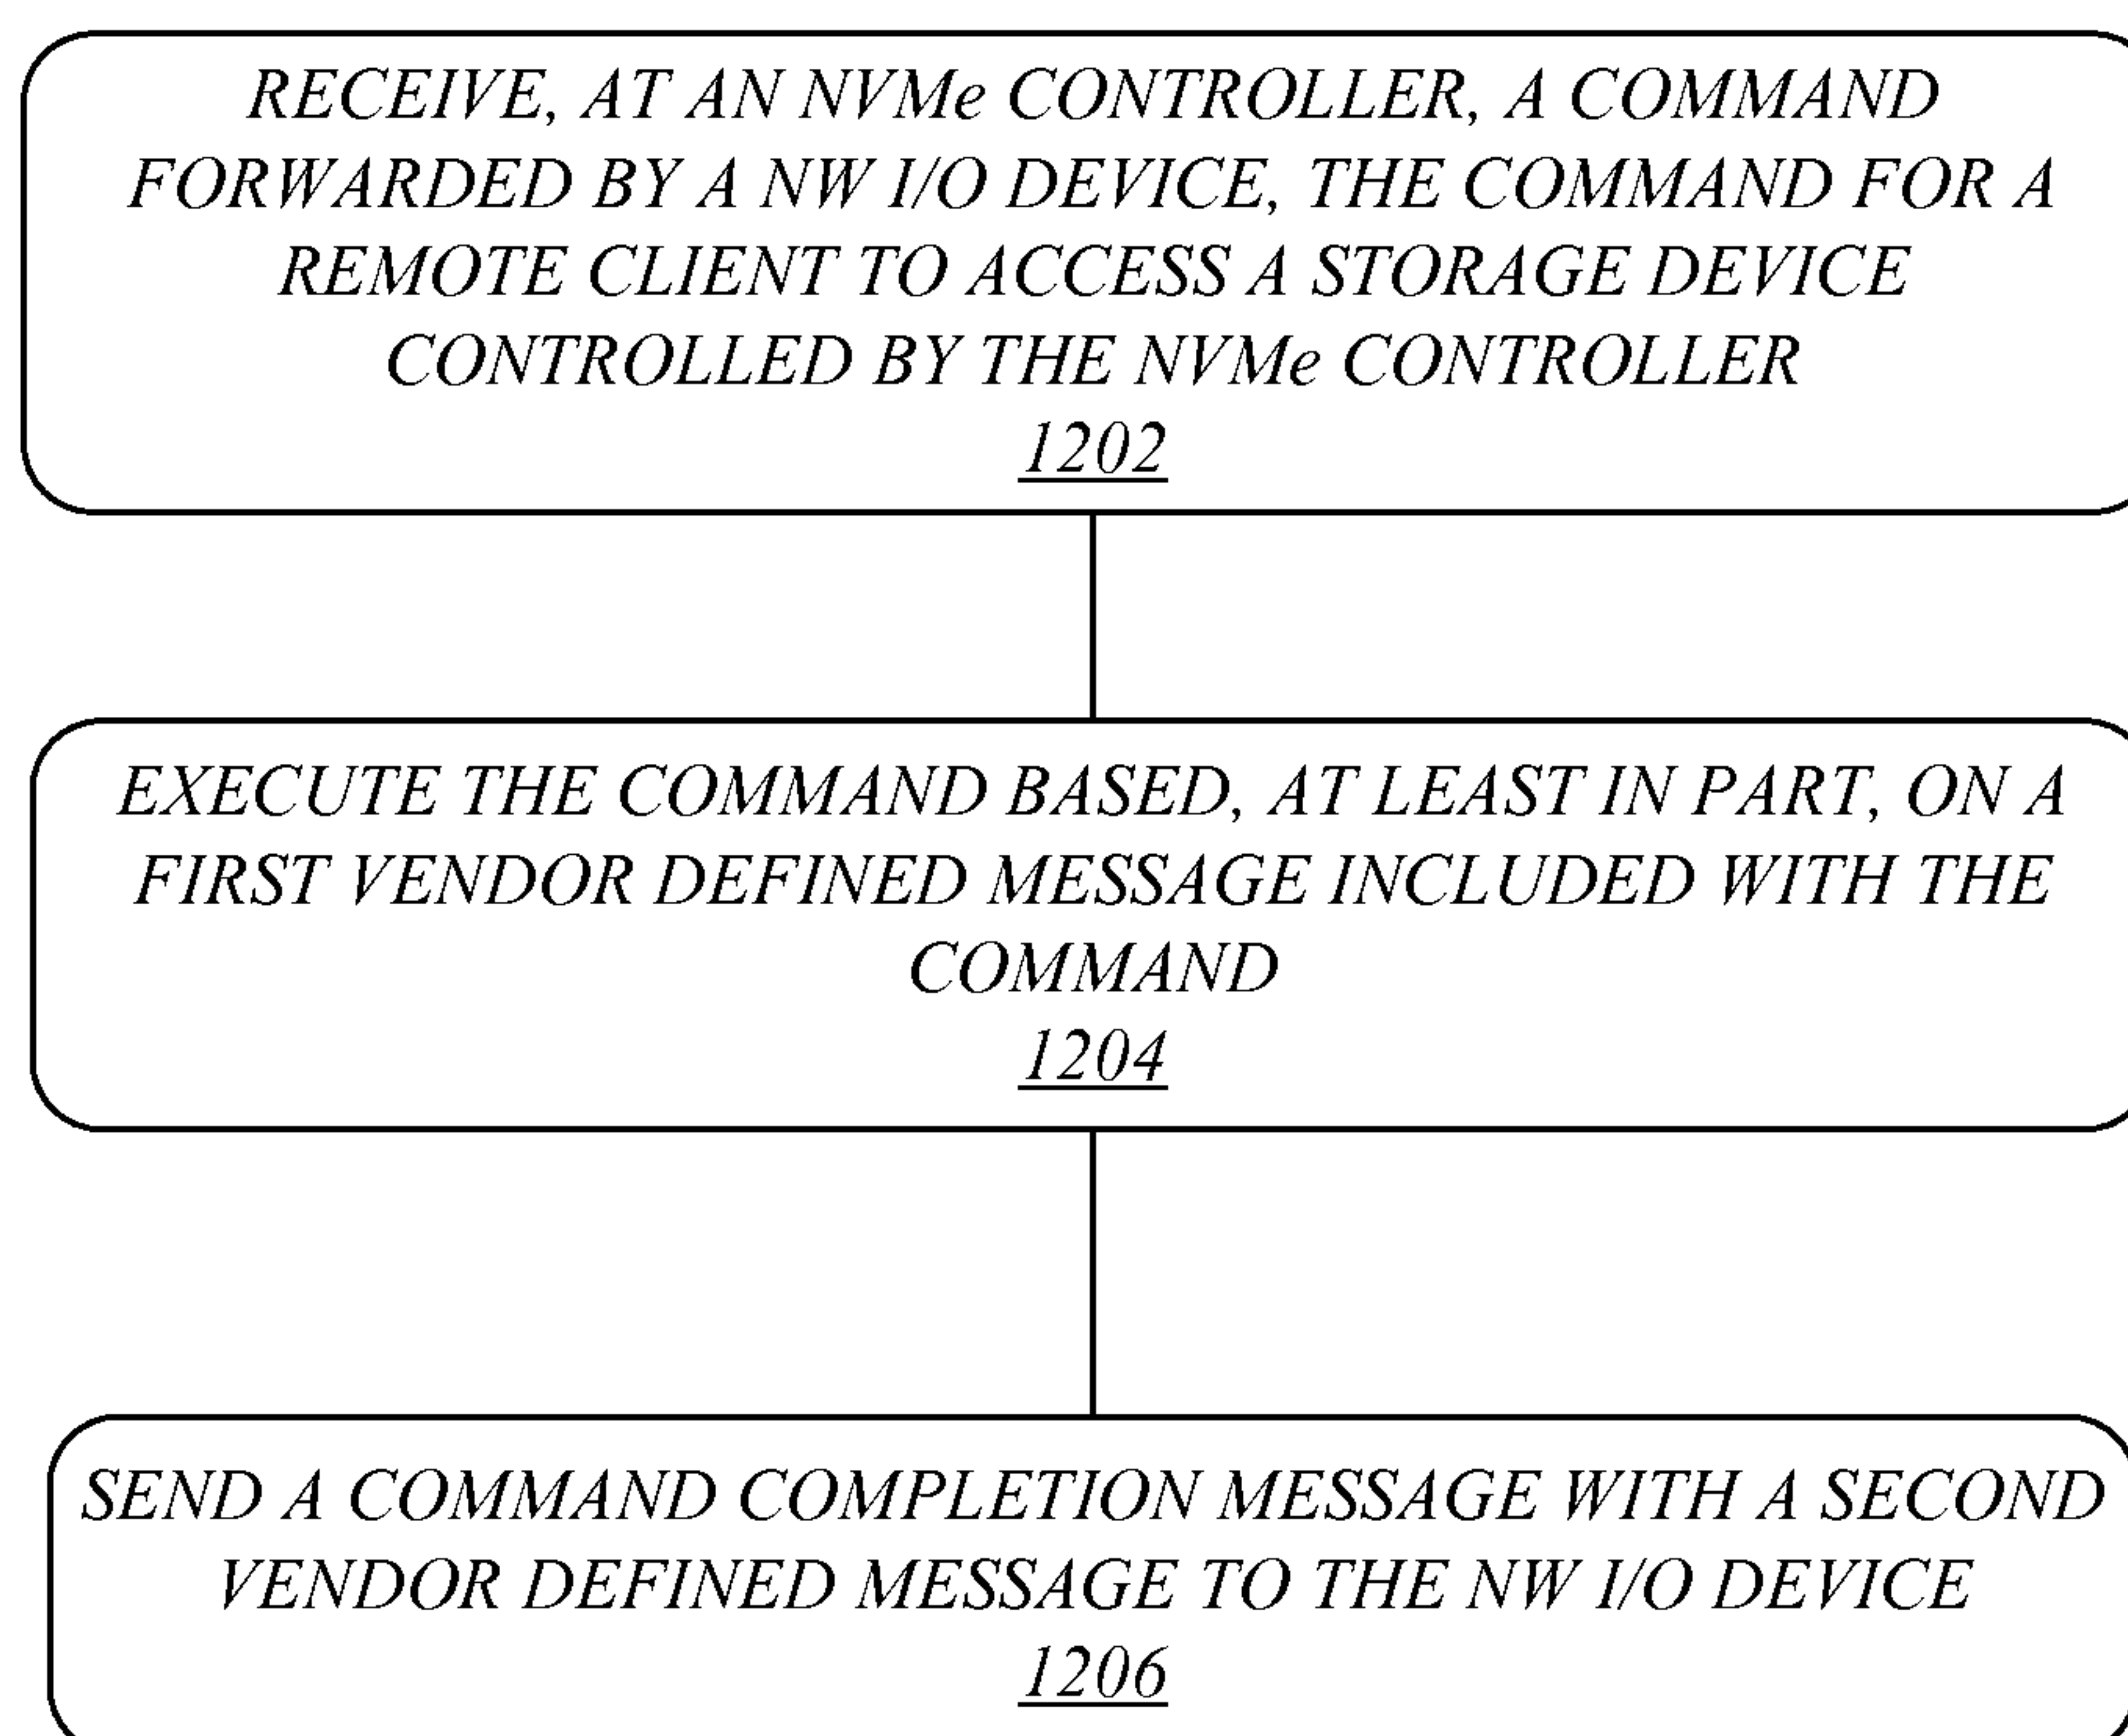 RECEIVE, AT AN NVMe CONTROLLER, A COMMAND
FORWARDED BY A NW I/O DEVICE, THE COMMAND FOR A
REMOTE CLIENT TO ACCESS A STORAGE DEVICE
CONTROLLED BY THE NVMe CONTROLLER
1202
EXECUTE THE COMMAND BASED, AT LEAST IN PART, ON A
FIRST VENDOR DEFINED MESSAGE INCLUDED WITH THE
COMMAND
1204
SEND A COMMAND COMPLETION MESSAGE WITH A SECOND
VENDOR DEFINED MESSAGE TO THE NW I/O DEVICE
1206